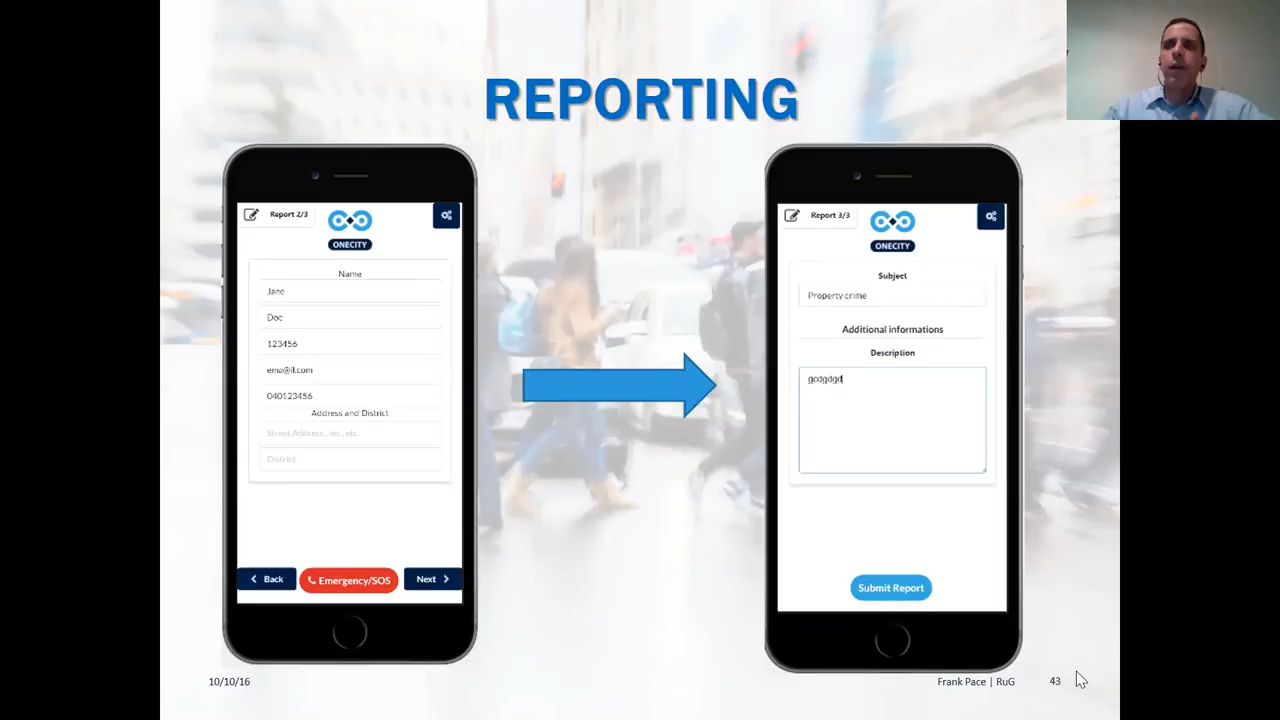 REPORTING
Report 2/3
ONECITY
Name
Jane
Doe
123456
ema@il.com
040123456
Address and District
Street Address, no., etc.
District
Back
Emergency/SOS
Next
Report 3/3
ONECITY
Subject
Property crime
Additional informations
Description
gcdgdgd
Submit Report
10/10/16
Frank Pace | RuG
43